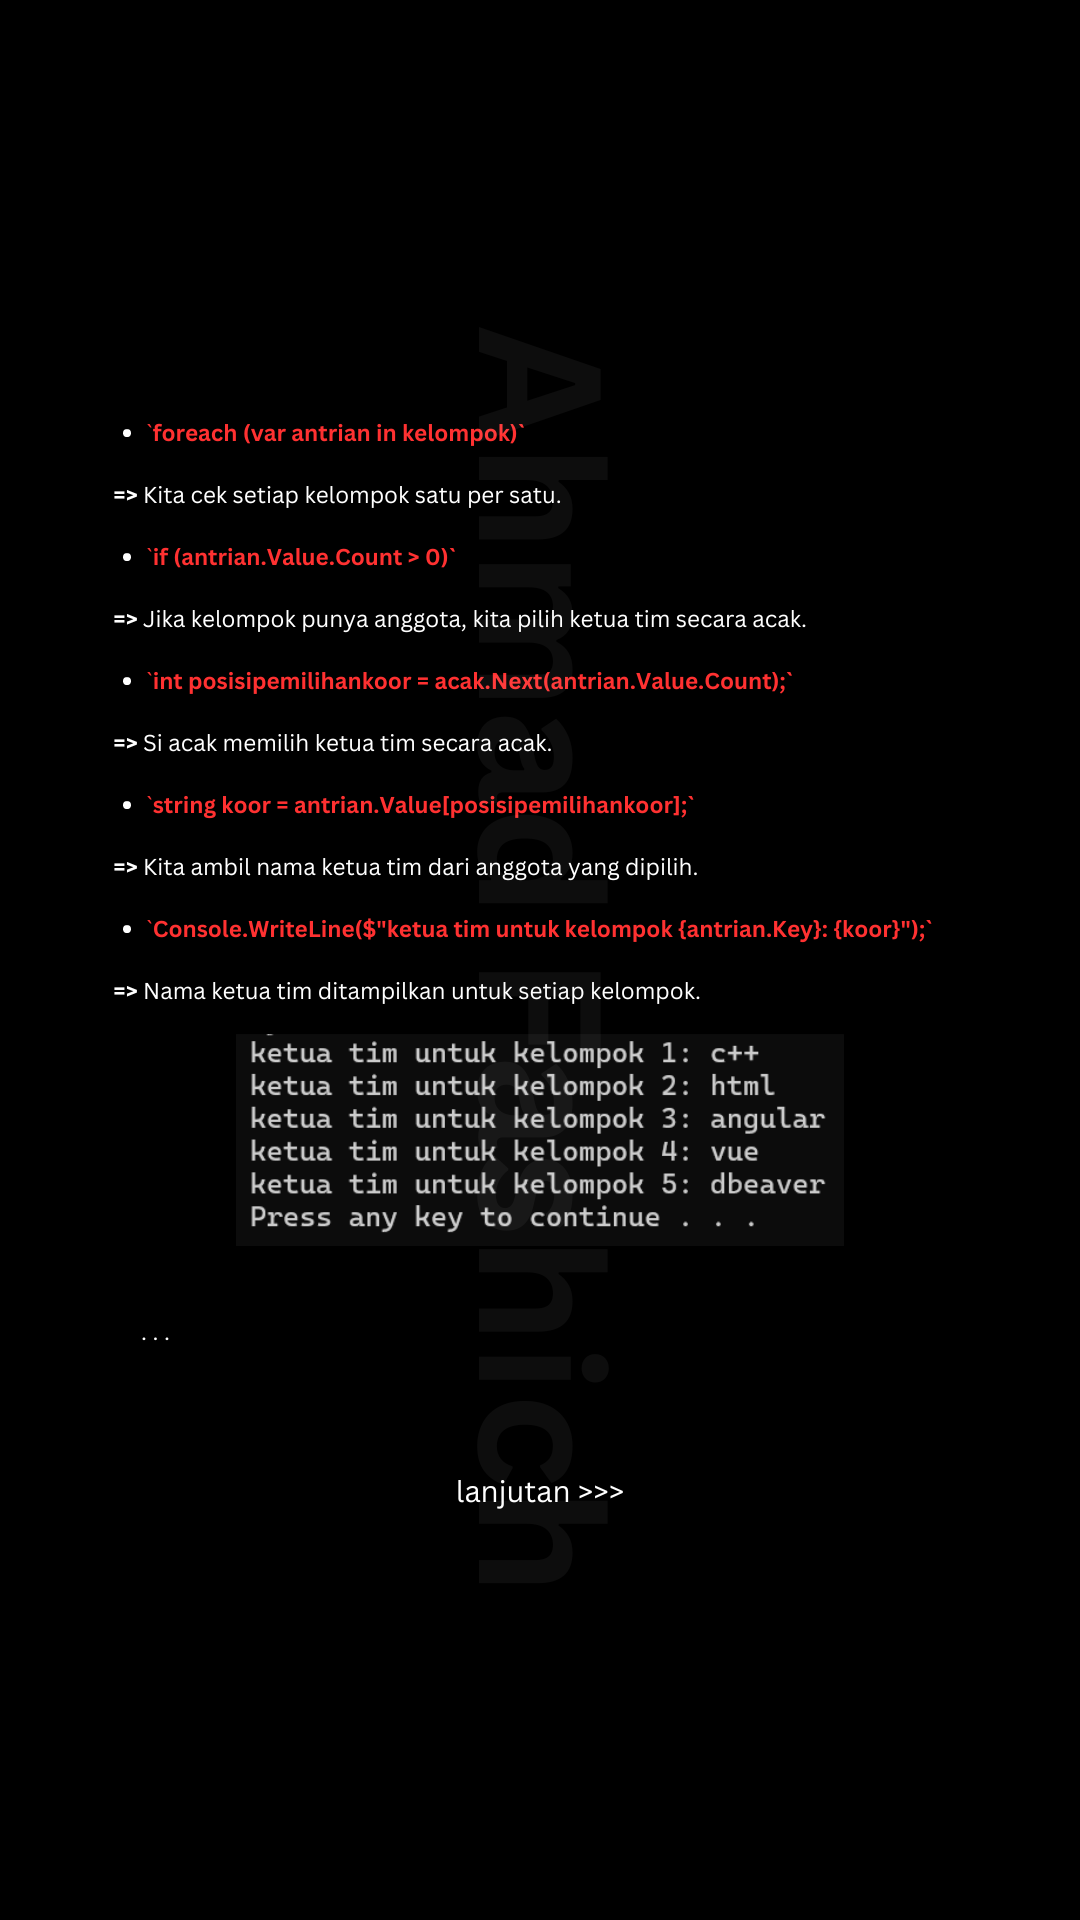 • `foreach (var antrian in kelompok)`
=> Kita cek setiap kelompok satu per satu.
• `if (antrian.Value.Count > 0)`
=> Jika kelompok punya anggota, kita pilih ketua tim secara acak.
• `int posisipemilihankoor = acak.Next(antrian.Value.Count);`
=> Si acak memilih ketua tim secara acak.
• `string koor = antrian.Value[posisipemilihankoor];`
=> Kita ambil nama ketua tim dari anggota yang dipilih.
• `Console.WriteLine($"ketua tim untuk kelompok {antrian.Key}: {koor}");`
=> Nama ketua tim ditampilkan untuk setiap kelompok.
ketua tim untuk kelompok 1: c++
ketua tim untuk kelompok 2: html
ketua tim untuk kelompok 3: angular
ketua tim untuk kelompok 4: vue
ketua tim untuk kelompok 5: dbeaver
Press any key to continue . . .
. . .
lanjutan >>>
Ahmad Fashich